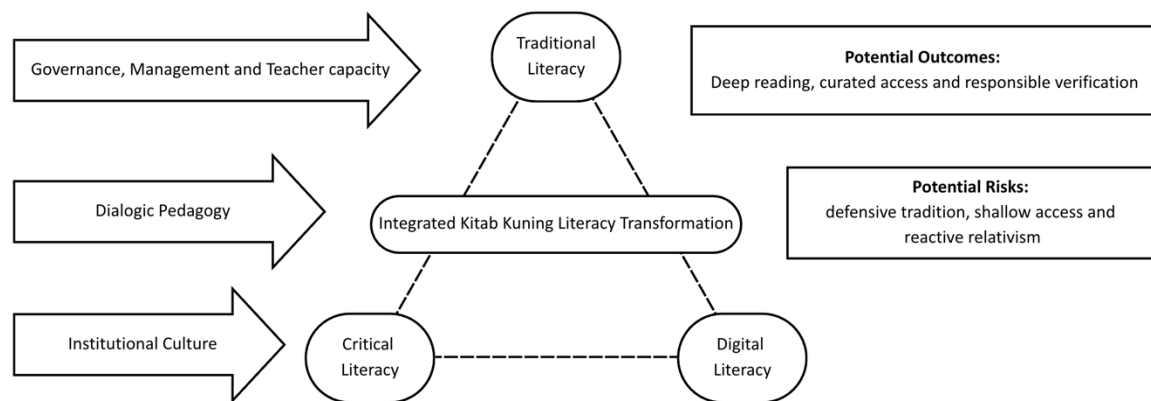 Governance, Management and Teacher capacity
Traditional
Literacy
Potential Outcomes:
Deep reading, curated access and responsible verification
Dialogic Pedagogy
Integrated Kitab Kuning Literacy Transformation
Potential Risks:
defensive tradition, shallow access and
reactive relativism
Institutional Culture
Critical
Literacy
Digital
Literacy